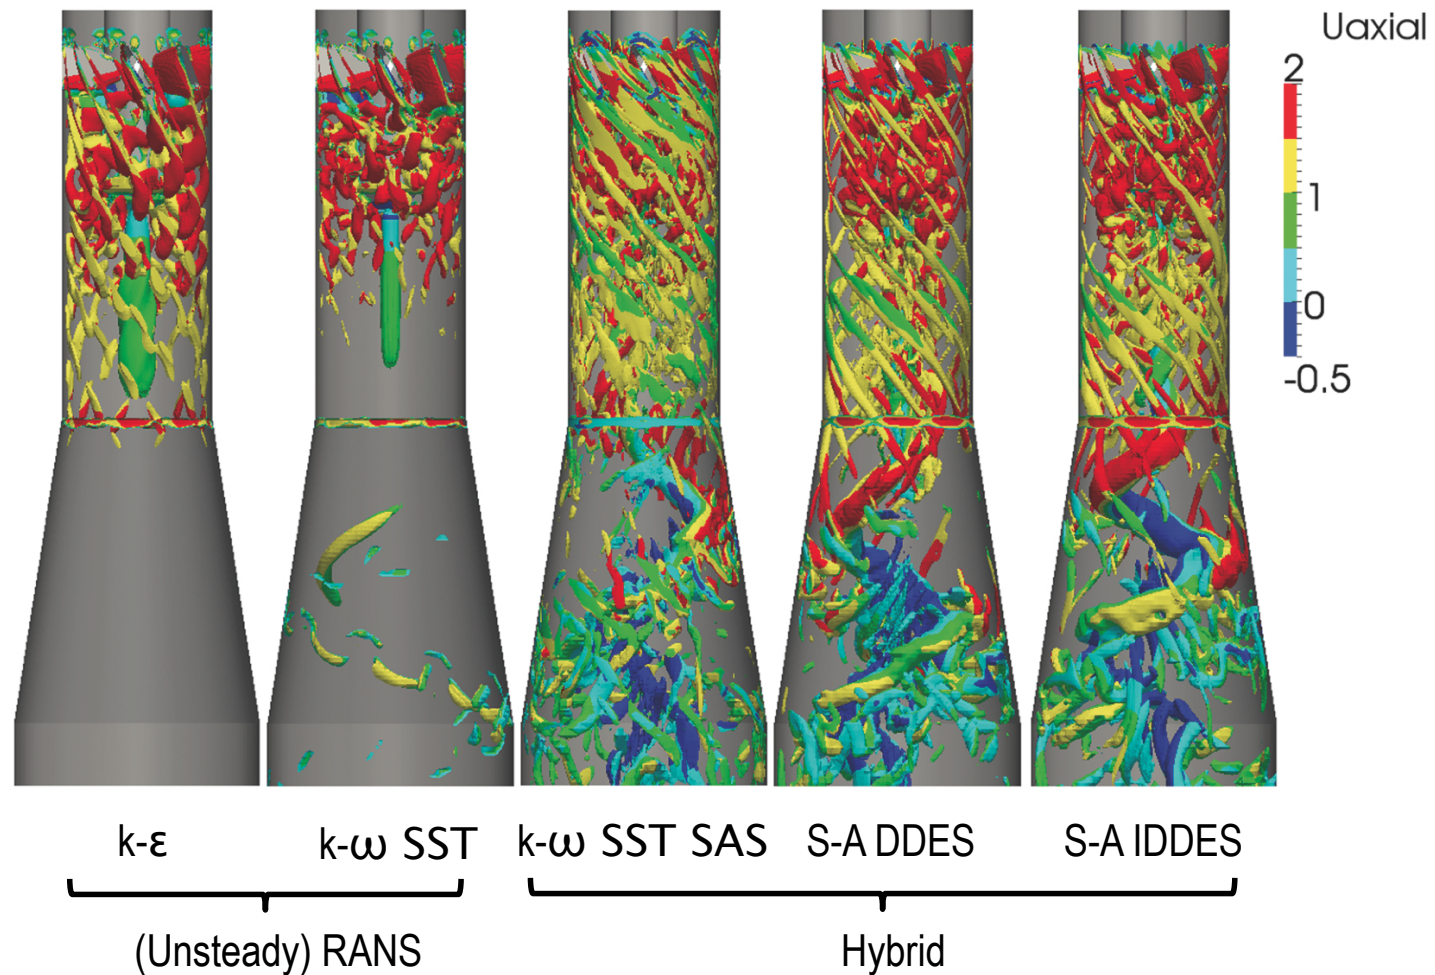 Uaxial
2
1
0
-0.5
k-ε
k-ω SST
k-ω SST SAS
S-A DDES
S-A IDDES
(Unsteady) RANS
Hybrid